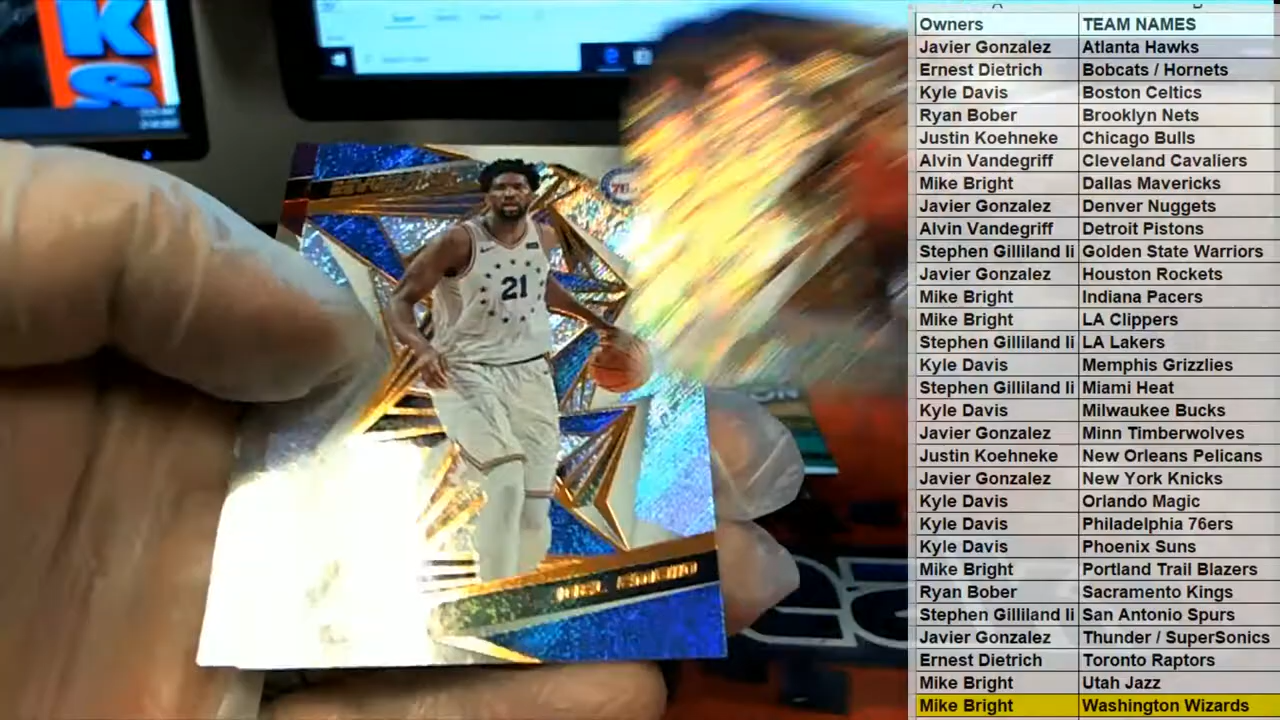 K
S
76
21
Owners TEAM NAMES
Javier Gonzalez Atlanta Hawks
Ernest Dietrich Bobcats / Hornets
Kyle Davis Boston Celtics
Ryan Bober Brooklyn Nets
Justin Koehneke Chicago Bulls
Alvin Vandegriff Cleveland Cavaliers
Mike Bright Dallas Mavericks
Javier Gonzalez Denver Nuggets
Alvin Vandegriff Detroit Pistons
Stephen Gilliland Ii Golden State Warriors
Javier Gonzalez Houston Rockets
Mike Bright Indiana Pacers
Mike Bright LA Clippers
Stephen Gilliland Ii LA Lakers
Kyle Davis Memphis Grizzlies
Stephen Gilliland Ii Miami Heat
Kyle Davis Milwaukee Bucks
Javier Gonzalez Minn Timberwolves
Justin Koehneke New Orleans Pelicans
Javier Gonzalez New York Knicks
Kyle Davis Orlando Magic
Kyle Davis Philadelphia 76ers
Kyle Davis Phoenix Suns
Mike Bright Portland Trail Blazers
Ryan Bober Sacramento Kings
Stephen Gilliland Ii San Antonio Spurs
Javier Gonzalez Thunder / SuperSonics
Ernest Dietrich Toronto Raptors
Mike Bright Utah Jazz
Mike Bright Washington Wizards